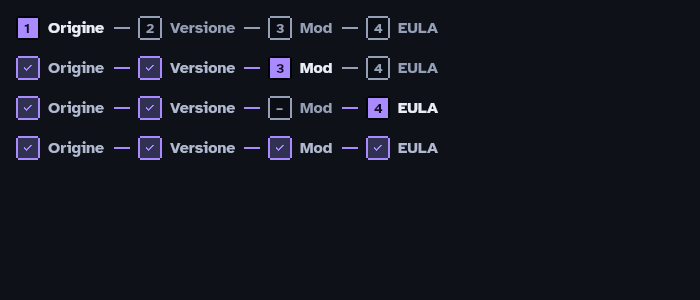 1 Origine 2 Versione 3 Mod 4 EULA
✓ Origine ✓ Versione 3 Mod 4 EULA
✓ Origine ✓ Versione – Mod 4 EULA
✓ Origine ✓ Versione ✓ Mod ✓ EULA